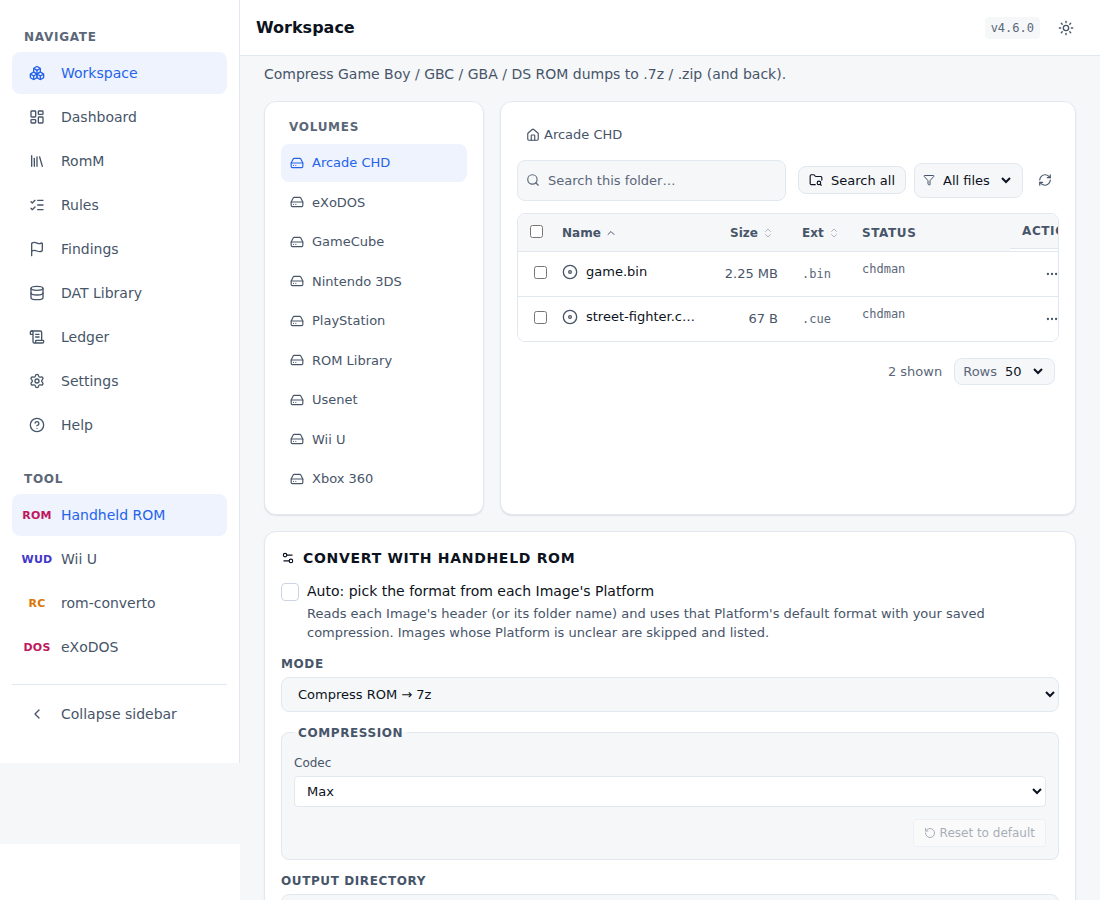 NAVIGATE
Workspace
Dashboard
RomM
Rules
Findings
DAT Library
Ledger
Settings
Help
TOOL
ROM Handheld ROM
WUD Wii U
RC rom-converto
DOS eXoDOS
Collapse sidebar
Workspace
v4.6.0
Compress Game Boy / GBC / GBA / DS ROM dumps to .7z / .zip (and back).
VOLUMES
Arcade CHD
eXoDOS
GameCube
Nintendo 3DS
PlayStation
ROM Library
Usenet
Wii U
Xbox 360
Arcade CHD
Search this folder…
Search all
All files
Name Size Ext STATUS ACTIO
game.bin 2.25 MB .bin chdman ...
street-fighter.c… 67 B .cue chdman ...
2 shown Rows 50
CONVERT WITH HANDHELD ROM
Auto: pick the format from each Image's Platform
Reads each Image's header (or its folder name) and uses that Platform's default format with your saved
compression. Images whose Platform is unclear are skipped and listed.
MODE
Compress ROM → 7z
COMPRESSION
Codec
Max
Reset to default
OUTPUT DIRECTORY